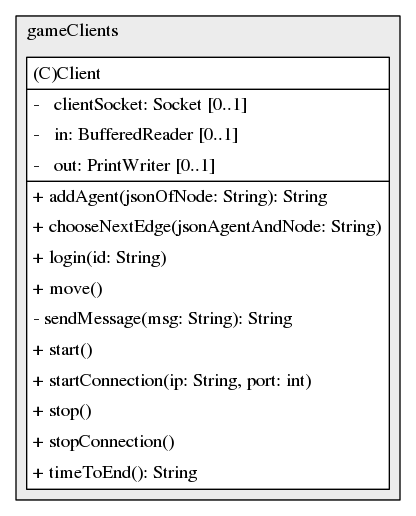 gameClients
(C)Client
- clientSocket: Socket [0..1]
- in: BufferedReader [0..1]
- out: PrintWriter [0..1]
+ addAgent(jsonOfNode: String): String
+ chooseNextEdge(jsonAgentAndNode: String)
+ login(id: String)
+ move()
- sendMessage(msg: String): String
+ start()
+ startConnection(ip: String, port: int)
+ stop()
+ stopConnection()
+ timeToEnd(): String